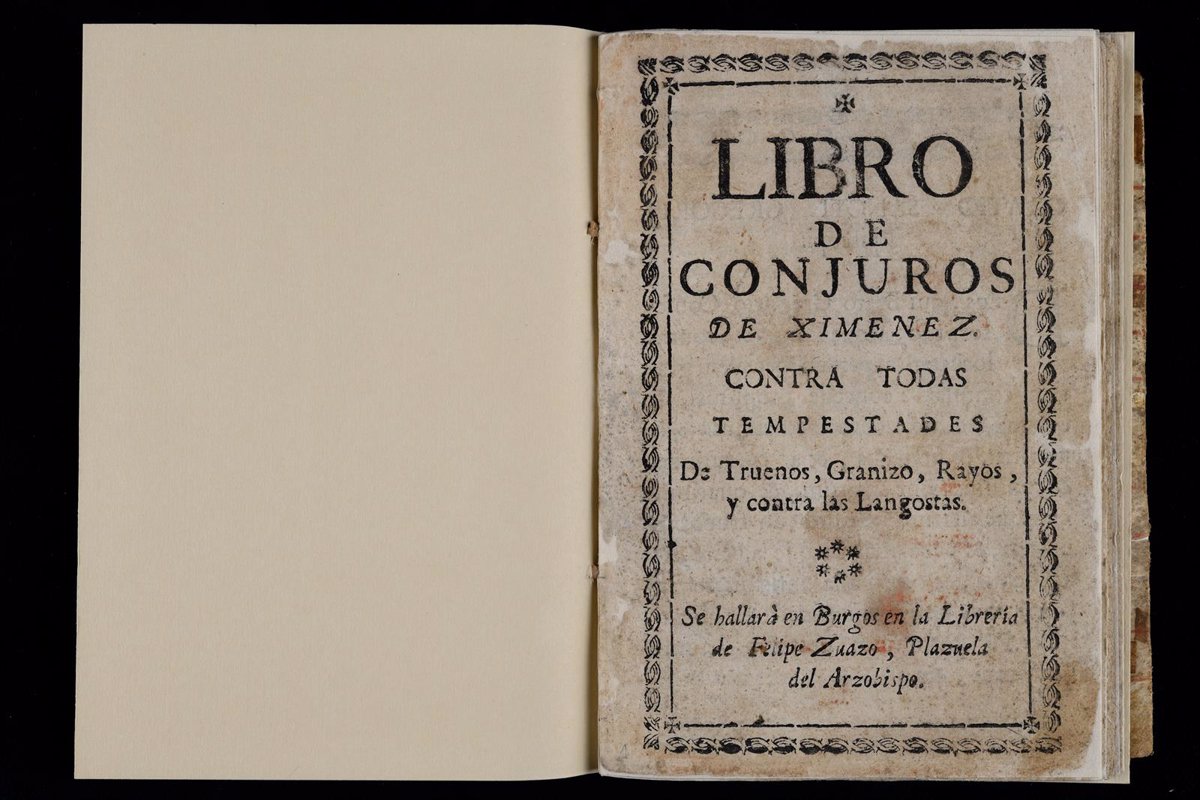 LIBRO
DE
CONJUROS
DE XIMENEZ.
CONTRA TODAS
TEMPESTADES
De Truenos, Granizo, Rayos,
y contra las Langostas.
Se hallarà en Burgos en la Librería
de Felipe Zuazo, Plazuela
del Arzobispo.